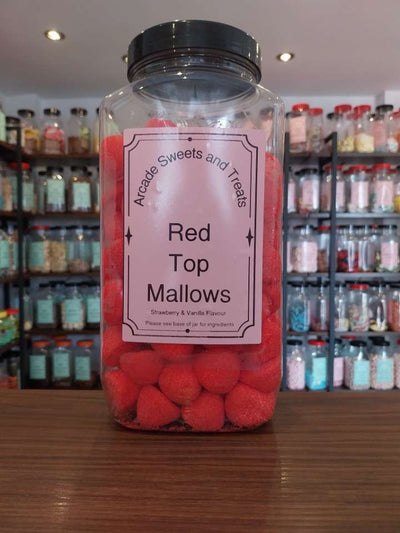 Arcade Sweets and Treats
Red
Top
Mallows
Strawberry & Vanilla Flavour
Please see base of jar for ingredients